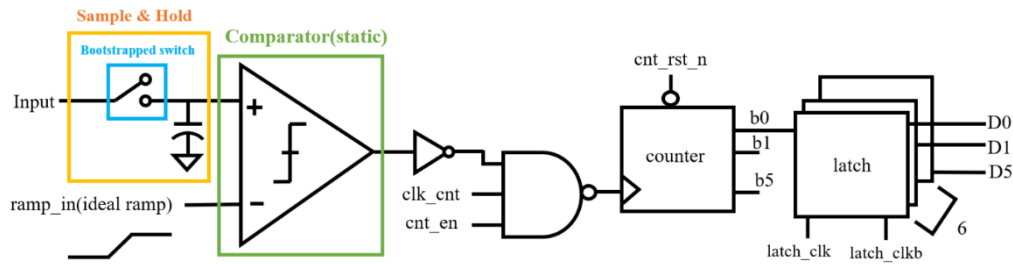 Sample & Hold
Bootstrapped switch
Comparator(static)
Input
+
ramp_in(ideal ramp)
-
clk_cnt
cnt_en
cnt_rst_n
counter
b0
b1
b5
latch
D0
D1
D5
6
latch_clk
latch_clkb